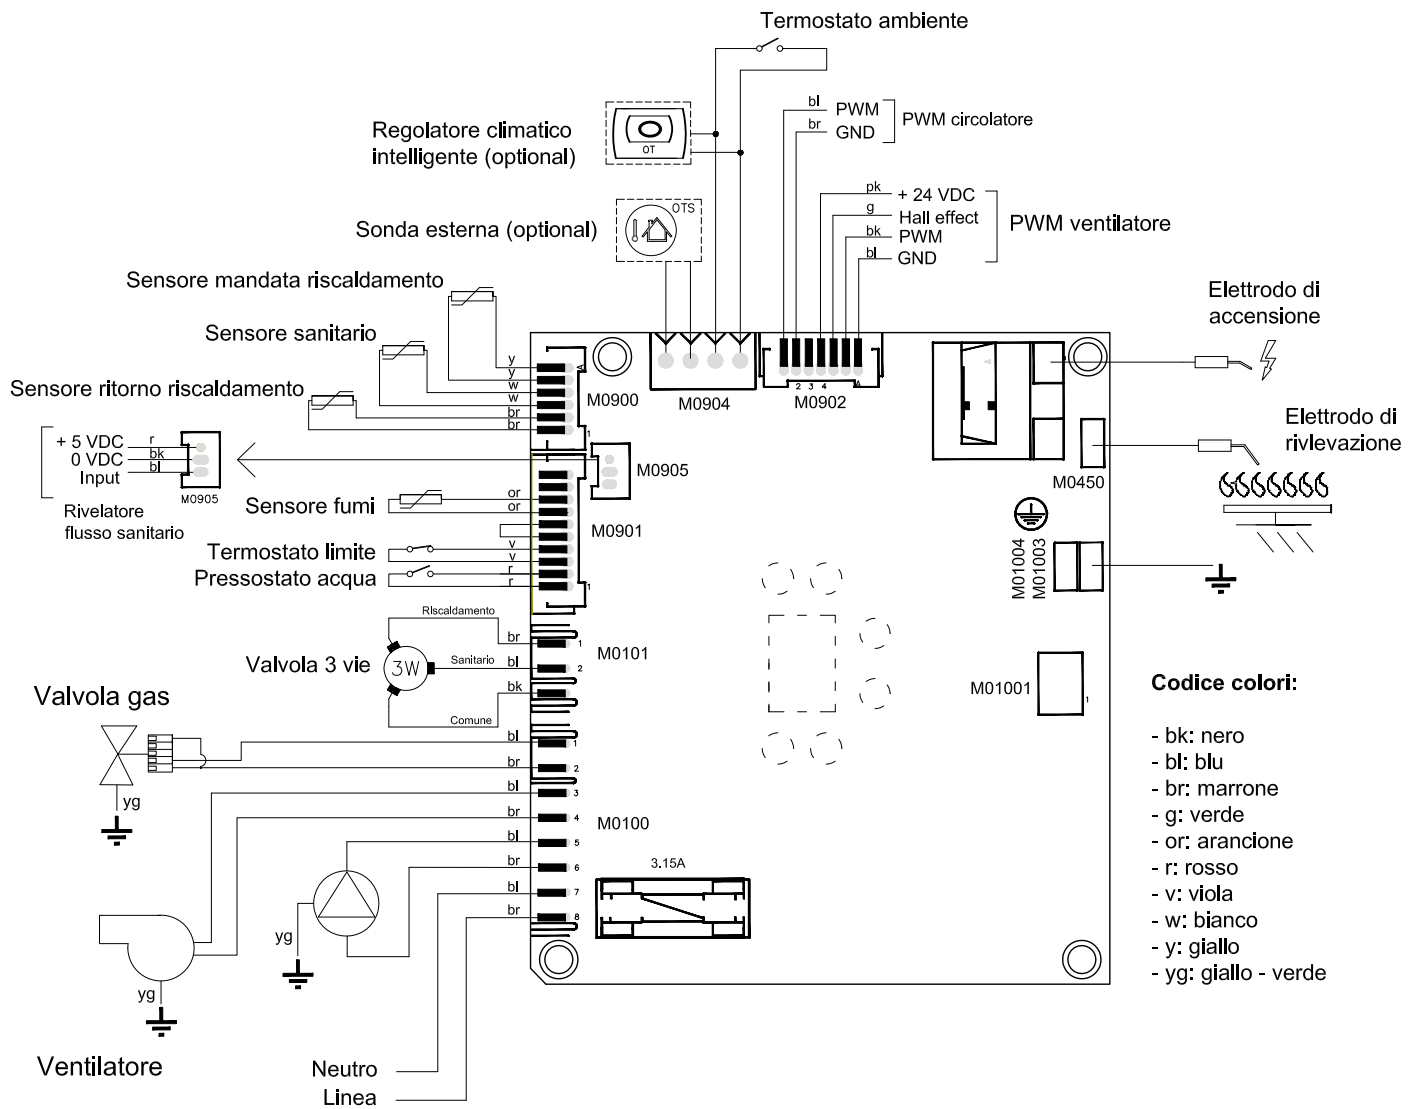 Termostato ambiente
bl PWM
br GND
PWM circolatore
Regolatore climatico
intelligente (optional)
OT
pk + 24 VDC
g Hall effect
bk PWM
bl GND
PWM ventilatore
OTS
Sonda esterna (optional)
Sensore mandata riscaldamento
Sensore sanitario
Sensore ritorno riscaldamento
y
y
w
w
br
br
A
1
M0900
M0904
2 3 4 A
M0902
Elettrodo di
accensione
Elettrodo di
rivlevazione
M0450
+ 5 VDC r
0 VDC bk
Input bl
M0905
Rivelatore
flusso sanitario
M0905
Sensore fumi
or
or
M0901
Termostato limite
v
v
Pressostato acqua
r
r
1
M01004
M01003
RIscaldamento
br 1
M0101
Valvola 3 vie
3W
Sanitario
bl 2
bk
Comune
M01001
1
Valvola gas
yg
bl 1
br 2
bl 3
br 4
M0100
bl 5
br 6
bl 7
br 8
3.15A
yg
yg
Ventilatore
Neutro
Linea
Codice colori:
- bk: nero
- bl: blu
- br: marrone
- g: verde
- or: arancione
- r: rosso
- v: viola
- w: bianco
- y: giallo
- yg: giallo - verde